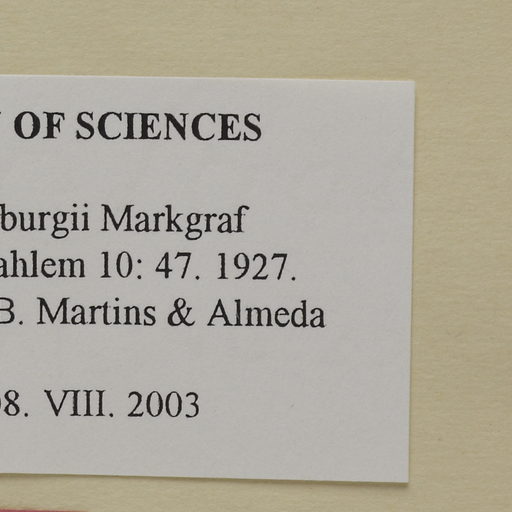 OF SCIENCES
burgii Markgraf
ahlem 10: 47. 1927.
B. Martins & Almeda
08. VIII. 2003